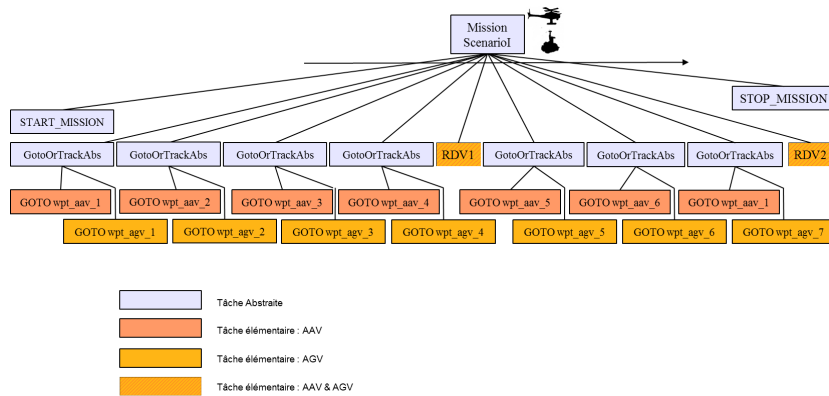 Mission
ScenarioI
STOP_MISSION
START_MISSION
GotoOrTrackAbs
GotoOrTrackAbs
GotoOrTrackAbs
GotoOrTrackAbs
RDV1
GotoOrTrackAbs
GotoOrTrackAbs
GotoOrTrackAbs
RDV2
GOTO wpt_aav_1
GOTO wpt_aav_2
GOTO wpt_aav_3
GOTO wpt_aav_4
GOTO wpt_aav_5
GOTO wpt_aav_6
GOTO wpt_aav_1
GOTO wpt_agv_1
GOTO wpt_agv_2
GOTO wpt_agv_3
GOTO wpt_agv_4
GOTO wpt_agv_5
GOTO wpt_agv_6
GOTO wpt_agv_7
Tâche Abstraite
Tâche élémentaire : AAV
Tâche élémentaire : AGV
Tâche élémentaire : AAV & AGV